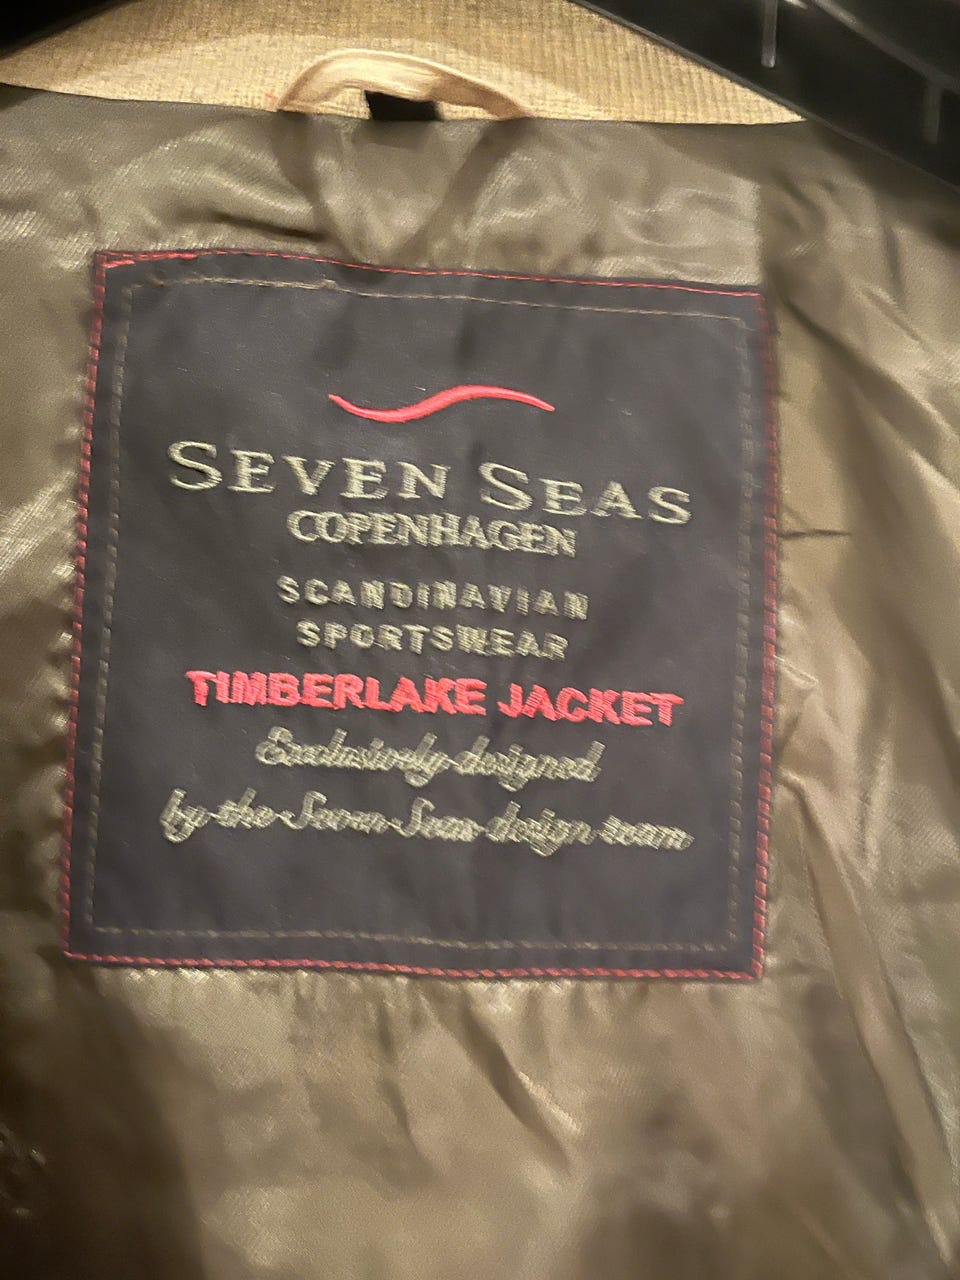 SEVEN SEAS
COPENHAGEN
SCANDINAVIAN
SPORTSWEAR
TIMBERLAKE JACKET
Exclusively designed
by the Seven Seas design team